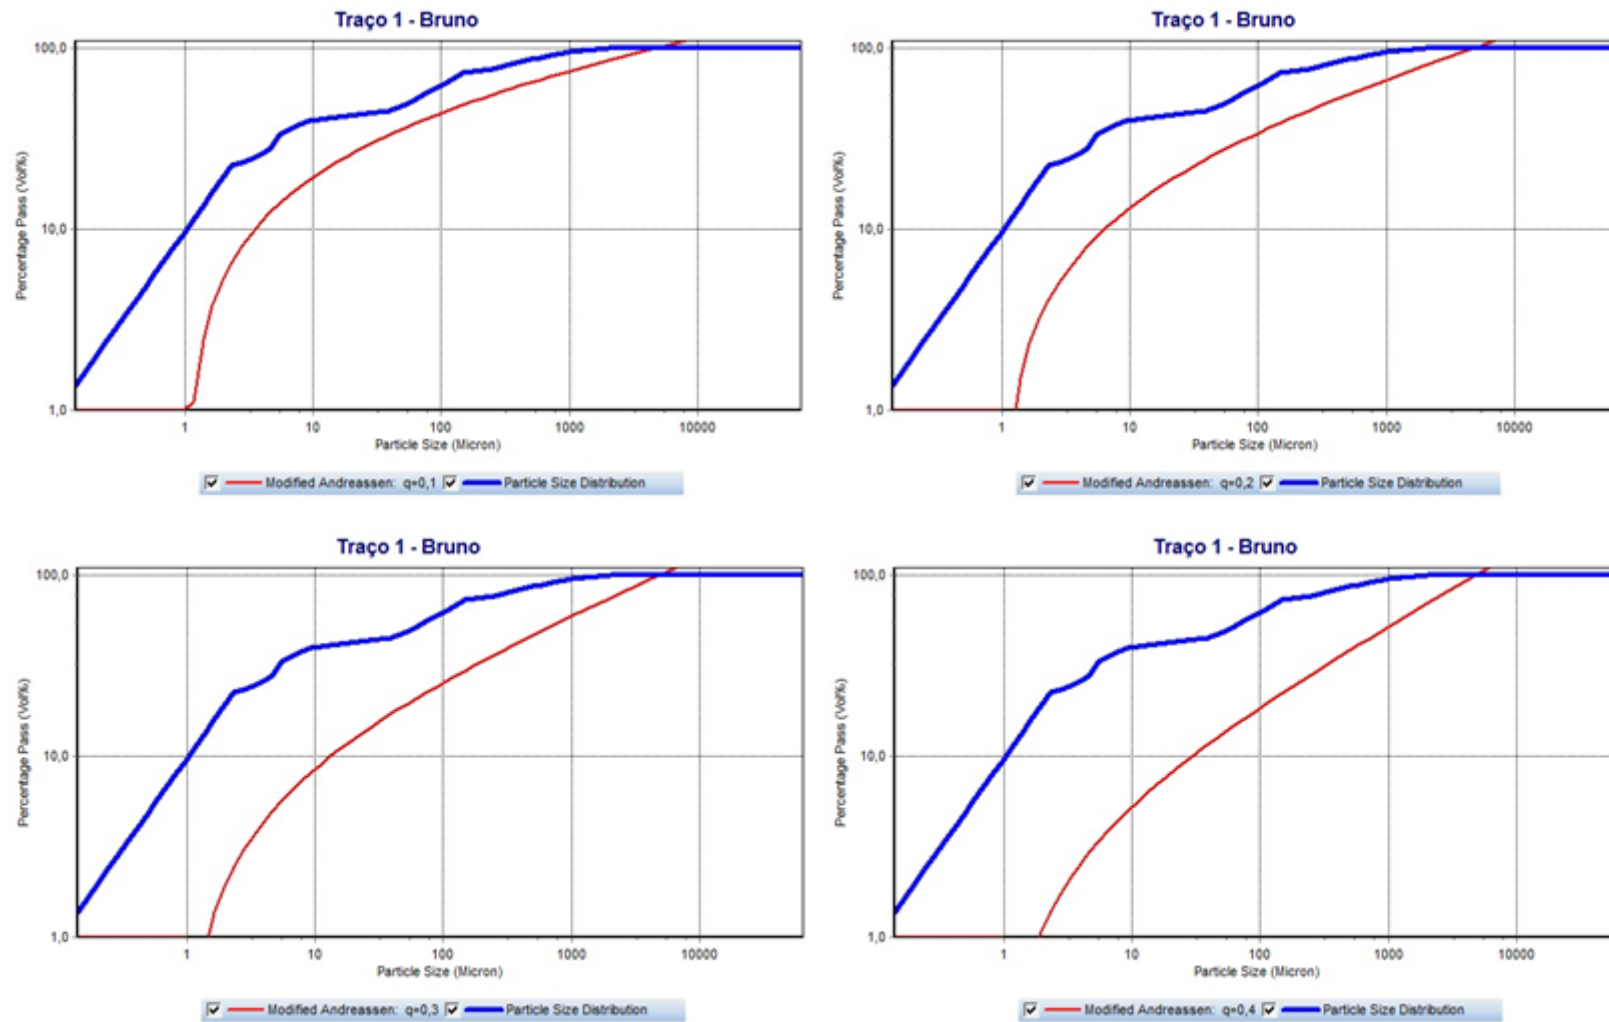 Traço 1 - Bruno
100,0
10,0
1,0
Percentage Pass (Vol%)
1 10 100 1000 10000
Particle Size (Micron)
Modified Andreassen: q=0,1 Particle Size Distribution
Traço 1 - Bruno
100,0
10,0
1,0
Percentage Pass (Vol%)
1 10 100 1000 10000
Particle Size (Micron)
Modified Andreassen: q=0,2 Particle Size Distribution
Traço 1 - Bruno
100,0
10,0
1,0
Percentage Pass (Vol%)
1 10 100 1000 10000
Particle Size (Micron)
Modified Andreassen: q=0,3 Particle Size Distribution
Traço 1 - Bruno
100,0
10,0
1,0
Percentage Pass (Vol%)
1 10 100 1000 10000
Particle Size (Micron)
Modified Andreassen: q=0,4 Particle Size Distribution